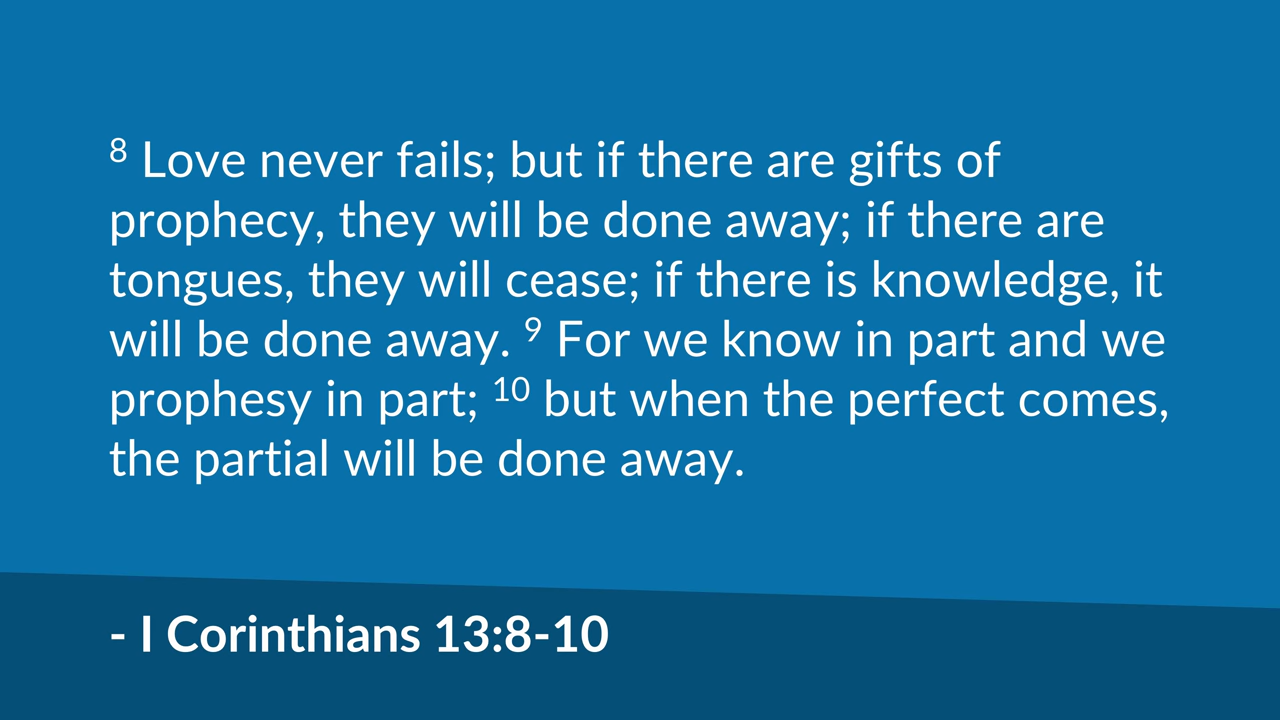 8 Love never fails; but if there are gifts of
prophecy, they will be done away; if there are
tongues, they will cease; if there is knowledge, it
will be done away. 9 For we know in part and we
prophesy in part; 10 but when the perfect comes,
the partial will be done away.
- I Corinthians 13:8-10